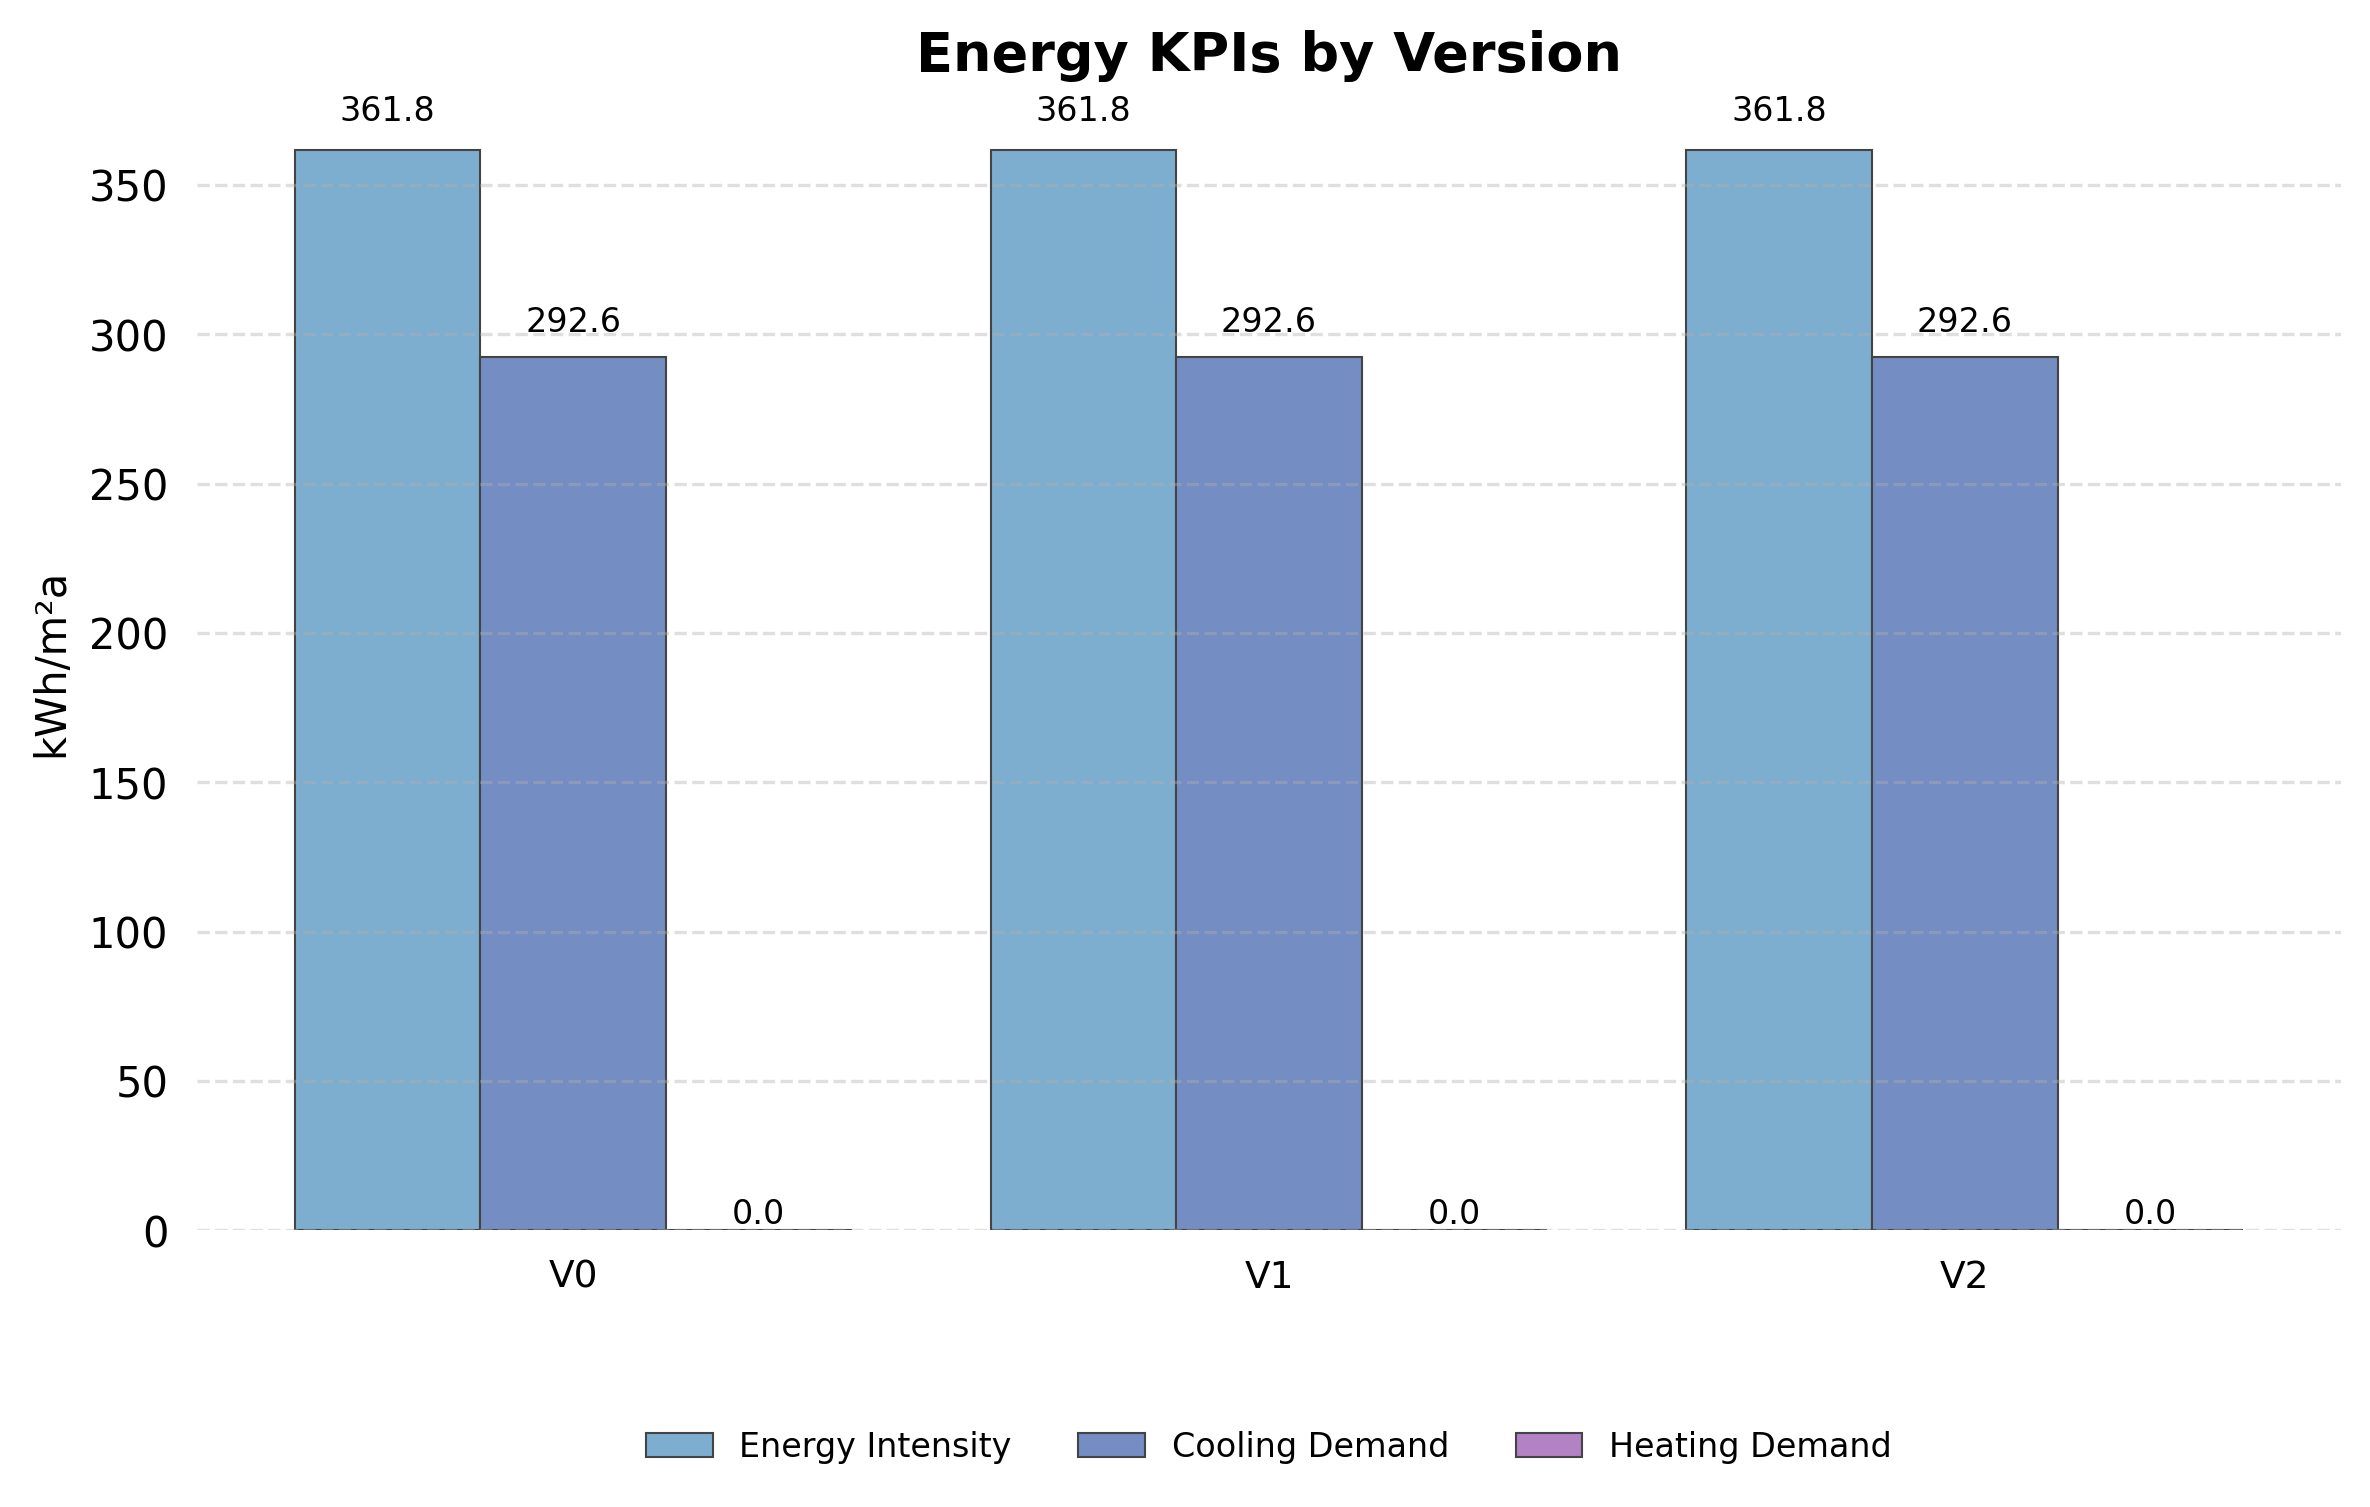 Energy KPIs by Version
361.8 361.8 361.8
350
292.6 292.6 292.6
300
250
200
kWh/m²a
150
100
50
0.0 0.0 0.0
0
V0 V1 V2
Energy Intensity Cooling Demand Heating Demand